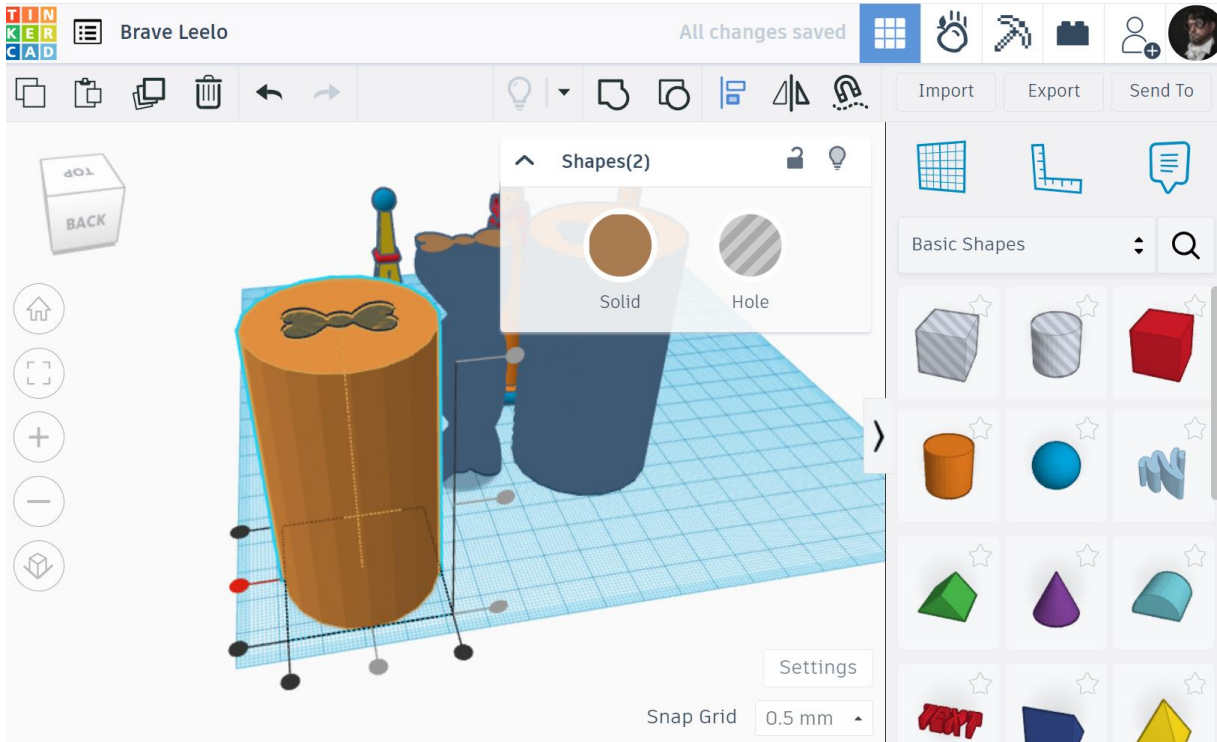 TIN
KER
CAD
Brave Leelo
All changes saved
Import
Export
Send To
TOP
BACK
Shapes(2)
Solid
Hole
Basic Shapes
TEXT
Settings
Snap Grid
0.5 mm